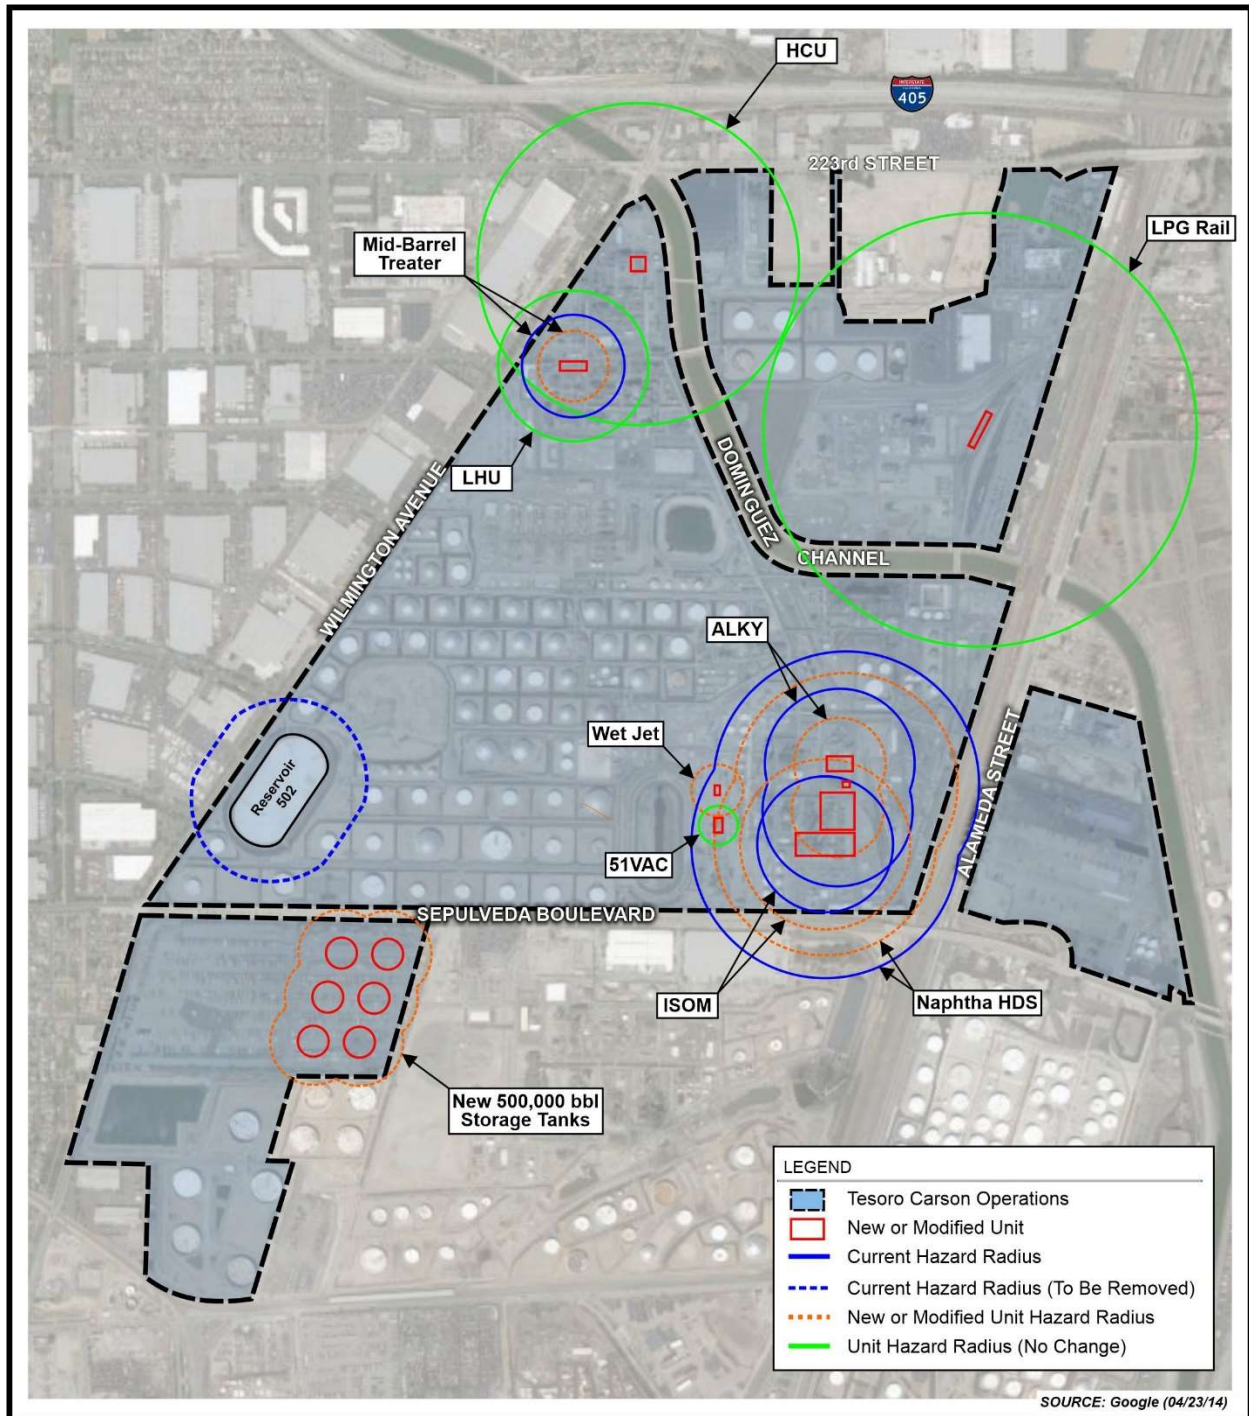 HCU
INTERSTATE
CALIFORNIA
405
223rd STREET
LPG Rail
Mid-Barrel
Treater
LHU
WILMINGTON AVENUE
DOMINGUEZ
CHANNEL
ALKY
Wet Jet
Reservoir
502
51VAC
ALAMEDA STREET
SEPULVEDA BOULEVARD
ISOM
Naphtha HDS
New 500,000 bbl
Storage Tanks
LEGEND
Tesoro Carson Operations
New or Modified Unit
Current Hazard Radius
Current Hazard Radius (To Be Removed)
New or Modified Unit Hazard Radius
Unit Hazard Radius (No Change)
SOURCE: Google (04/23/14)